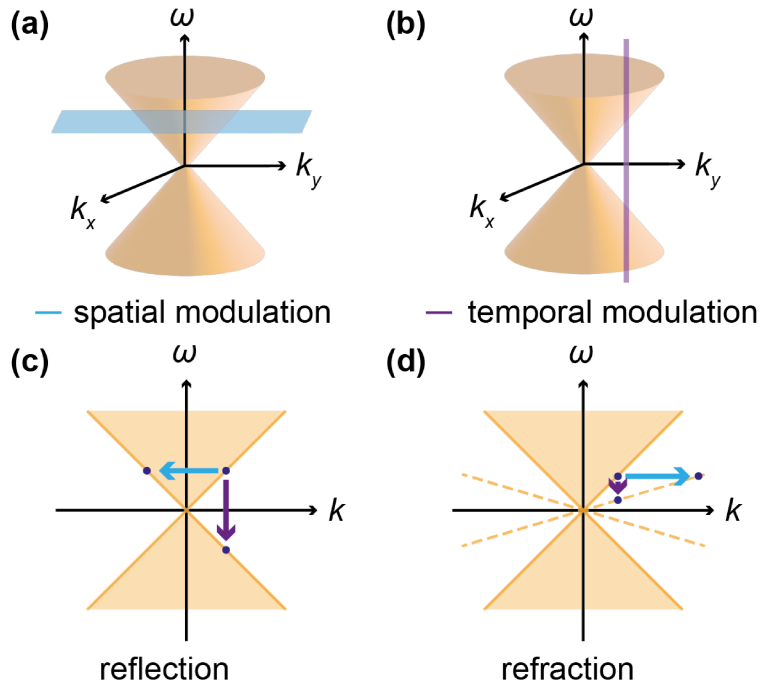 (a)
ω
k_y
k_x
spatial modulation
(b)
ω
k_y
k_x
temporal modulation
(c)
ω
k
reflection
(d)
ω
k
refraction